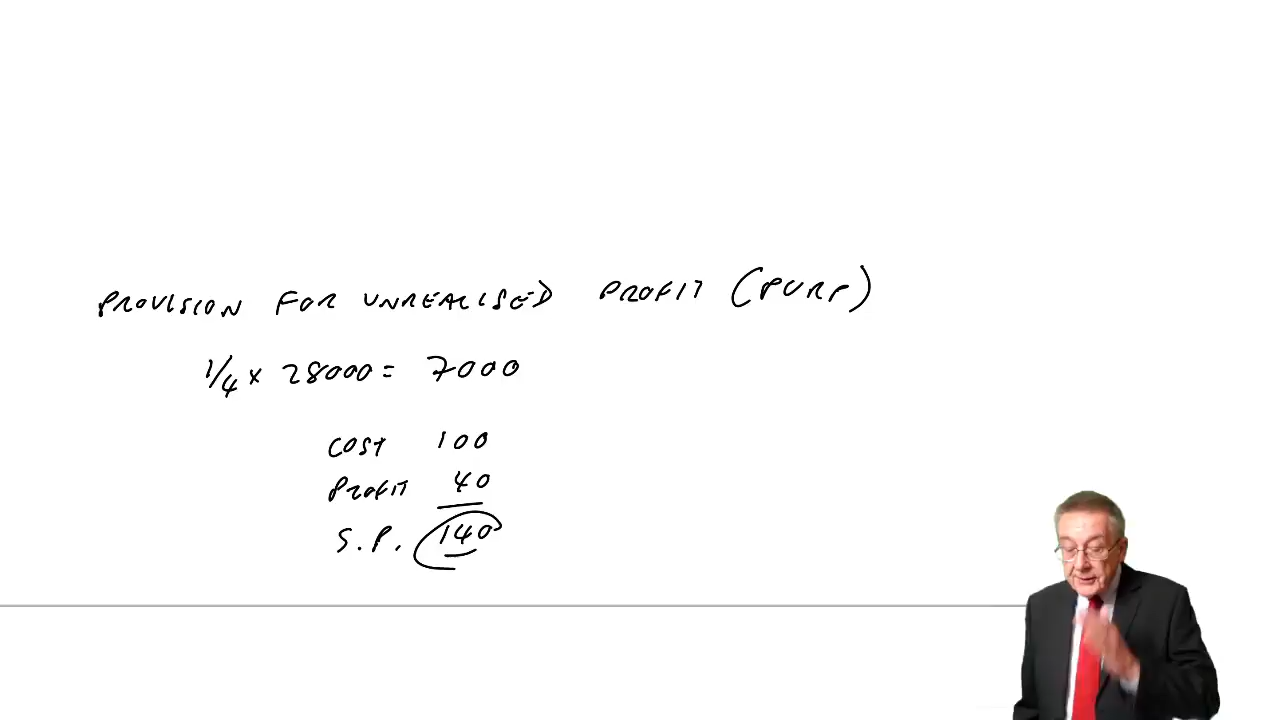 PROVISION FOR UNREALISED PROFIT (PURP)
1/4 × 28000 = 7000
COST 100
PROFIT 40
S.P. 140